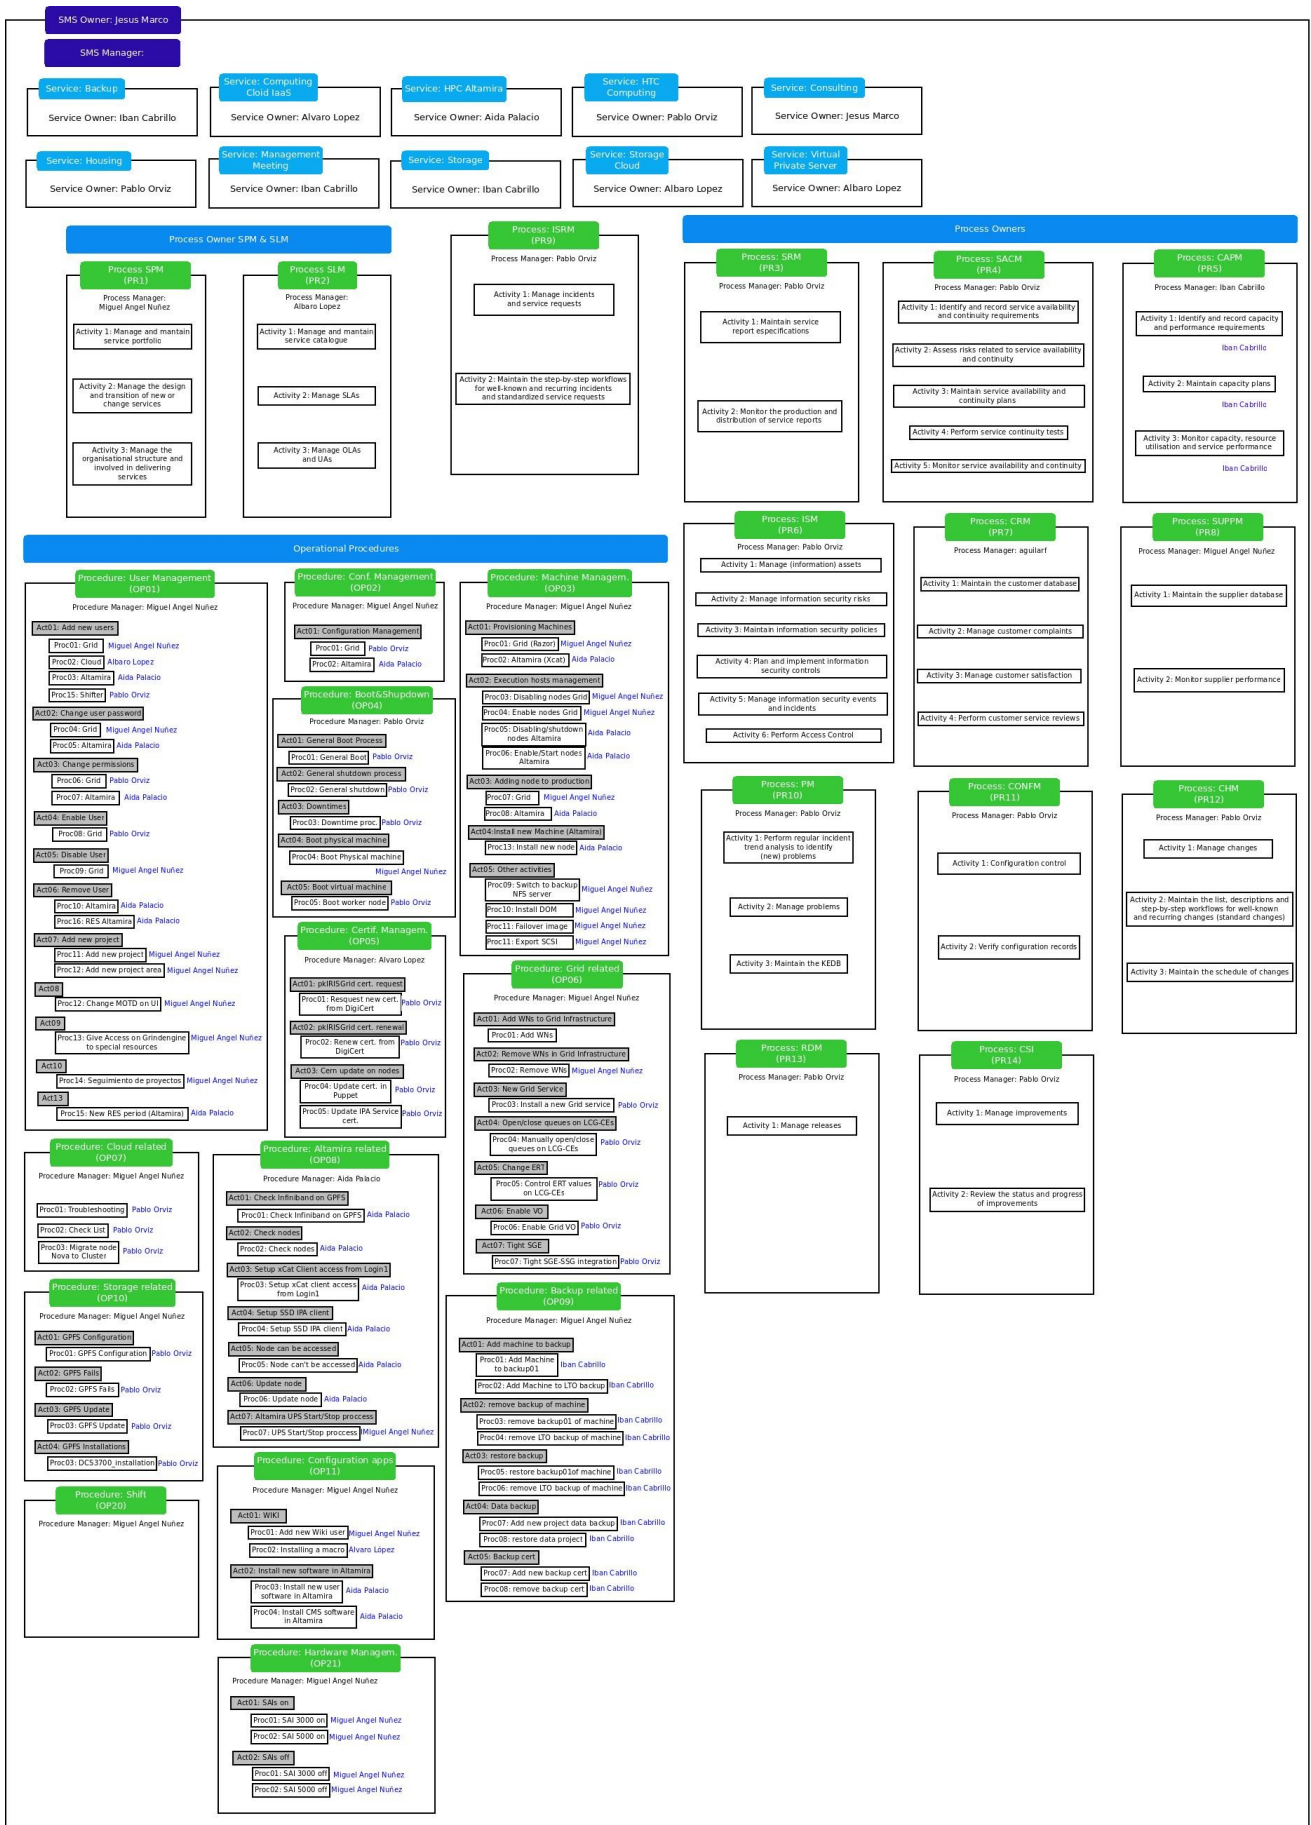 SMS Owner: Jesus Marco
SMS Manager:
Service: Backup
Service Owner: Iban Cabrillo
Service: Computing
Cloid IaaS
Service Owner: Alvaro Lopez
Service: HPC Altamira
Service Owner: Aida Palacio
Service: HTC
Computing
Service Owner: Pablo Orviz
Service: Consulting
Service Owner: Jesus Marco
Service: Housing
Service Owner: Pablo Orviz
Service: Management
Meeting
Service Owner: Iban Cabrillo
Service: Storage
Service Owner: Iban Cabrillo
Service: Storage
Cloud
Service Owner: Albaro Lopez
Service: Virtual
Private Server
Service Owner: Albaro Lopez
Process Owner SPM & SLM
Process SPM
(PR1)
Process Manager:
Miguel Angel Nuñez
Activity 1: Manage and mantain
service portfolio
Activity 2: Manage the design
and transition of new or
change services
Activity 3: Manage the
organisational structure and
involved in delivering
services
Process SLM
(PR2)
Process Manager:
Albaro Lopez
Activity 1: Manage and mantain
service catalogue
Activity 2: Manage SLAs
Activity 3: Manage OLAs
and UAs
Process: ISRM
(PR9)
Process Manager: Pablo Orviz
Activity 1: Manage incidents
and service requests
Activity 2: Maintain the step-by-step workflows
for well-known and recurring incidents
and standardized service requests
Process Owners
Process: SRM
(PR3)
Process Manager: Pablo Orviz
Activity 1: Maintain service
report especifications
Activity 2: Monitor the production and
distribution of service reports
Process: SACM
(PR4)
Process Manager: Pablo Orviz
Activity 1: Identify and record service availability
and continuity requirements
Activity 2: Assess risks related to service availability
and continuity
Activity 3: Maintain service availability and
continuity plans
Activity 4: Perform service continuity tests
Activity 5: Monitor service availability and continuity
Process: CAPM
(PR5)
Process Manager: Iban Cabrillo
Activity 1: Identify and record capacity
and performance requirements
Iban Cabrillo
Activity 2: Maintain capacity plans
Iban Cabrillo
Activity 3: Monitor capacity, resource
utilisation and service performance
Iban Cabrillo
Process: ISM
(PR6)
Process Manager: Pablo Orviz
Activity 1: Manage (information) assets
Activity 2: Manage information security risks
Activity 3: Maintain information security policies
Activity 4: Plan and implement information
security controls
Activity 5: Manage information security events
and incidents
Activity 6: Perform Access Control
Process: CRM
(PR7)
Process Manager: aguilarf
Activity 1: Maintain the customer database
Activity 2: Manage customer complaints
Activity 3: Manage customer satisfaction
Activity 4: Perform customer service reviews
Process: SUPPM
(PR8)
Process Manager: Miguel Angel Nuñez
Activity 1: Maintain the supplier database
Activity 2: Monitor supplier performance
Process: PM
(PR10)
Process Manager: Pablo Orviz
Activity 1: Perform regular incident
trend analysis to identify
(new) problems
Activity 2: Manage problems
Activity 3: Maintain the KEDB
Process: CONFM
(PR11)
Process Manager: Pablo Orviz
Activity 1: Configuration control
Activity 2: Verify configuration records
Process: CHM
(PR12)
Process Manager: Pablo Orviz
Activity 1: Manage changes
Activity 2: Maintain the list, descriptions and
step-by-step workflows for well-known
and recurring changes (standard changes)
Activity 3: Maintain the schedule of changes
Process: RDM
(PR13)
Process Manager: Pablo Orviz
Activity 1: Manage releases
Process: CSI
(PR14)
Process Manager: Pablo Orviz
Activity 1: Manage improvements
Activity 2: Review the status and progress
of improvements
Operational Procedures
Procedure: User Management
(OP01)
Procedure Manager: Miguel Angel Nuñez
Act01: Add new users
Proc01: Grid Miguel Angel Nuñez
Proc02: Cloud Albaro Lopez
Proc03: Altamira Aida Palacio
Proc15: Shifter Pablo Orviz
Act02: Change user password
Proc04: Grid Miguel Angel Nuñez
Proc05: Altamira Aida Palacio
Act03: Change permissions
Proc06: Grid Pablo Orviz
Proc07: Altamira Aida Palacio
Act04: Enable User
Proc08: Grid Pablo Orviz
Act05: Disable User
Proc09: Grid Miguel Angel Nuñez
Act06: Remove User
Proc10: Altamira Aida Palacio
Proc16: RES Altamira Aida Palacio
Act07: Add new project
Proc11: Add new project Miguel Angel Nuñez
Proc12: Add new project area Miguel Angel Nuñez
Act08
Proc12: Change MOTD on UI Miguel Angel Nuñez
Act09
Proc13: Give Access on Grindengine
to special resources
Miguel Angel Nuñez
Act10
Proc14: Seguimiento de proyectos Miguel Angel Nuñez
Act13
Proc15: New RES period (Altamira) Aida Palacio
Procedure: Conf. Management
(OP02)
Procedure Manager: Miguel Angel Nuñez
Act01: Configuration Management
Proc01: Grid Pablo Orviz
Proc02: Altamira Aida Palacio
Procedure: Machine Managem.
(OP03)
Procedure Manager: Miguel Angel Nuñez
Act01: Provisioning Machines
Proc01: Grid (Razor) Miguel Angel Nuñez
Proc02: Altamira (Xcat) Aida Palacio
Act02: Execution hosts management
Proc03: Disabling nodes Grid Miguel Angel Nuñez
Proc04: Enable nodes Grid Miguel Angel Nuñez
Proc05: Disabling/shutdown
nodes Altamira
Aida Palacio
Proc06: Enable/Start nodes
Altamira
Aida Palacio
Act03: Adding node to production
Proc07: Grid Miguel Angel Nuñez
Proc08: Altamira Aida Palacio
Act04:Install new Machine (Altamira)
Proc13: Install new node Aida Palacio
Act05: Other activities
Proc09: Switch to backup
NFS server
Miguel Angel Nuñez
Proc10: Install DOM Miguel Angel Nuñez
Proc11: Failover image Miguel Angel Nuñez
Proc11: Export SCSI Miguel Angel Nuñez
Procedure: Boot&Shupdown
(OP04)
Procedure Manager: Pablo Orviz
Act01: General Boot Process
Proc01: General Boot Pablo Orviz
Act02: General shutdown process
Proc02: General shutdown Pablo Orviz
Act03: Downtimes
Proc03: Downtime proc. Pablo Orviz
Act04: Boot physical machine
Proc04: Boot Physical machine
Miguel Angel Nuñez
Act05: Boot virtual machine
Proc05: Boot worker node Pablo Orviz
Procedure: Certif. Managem.
(OP05)
Procedure Manager: Alvaro Lopez
Act01: pkIRISGrid cert. request
Proc01: Resquest new cert.
from DigiCert
Pablo Orviz
Act02: pkIRISGrid cert. renewal
Proc02: Renew cert. from
DigiCert
Pablo Orviz
Act03: Cern update on nodes
Proc04: Update cert. in
Puppet
Pablo Orviz
Proc05: Update IPA Service
cert.
Pablo Orviz
Procedure: Grid related
(OP06)
Procedure Manager: Miguel Angel Nuñez
Act01: Add WNs to Grid Infrastructure
Proc01: Add WNs
Act02: Remove WNs in Grid Infrastructure
Proc02: Remove WNs Miguel Angel Nuñez
Act03: New Grid Service
Proc03: Install a new Grid service Pablo Orviz
Act04: Open/close queues on LCG-CEs
Proc04: Manually open/close
queues on LCG-CEs
Pablo Orviz
Act05: Change ERT
Proc05: Control ERT values
on LCG-CEs
Pablo Orviz
Act06: Enable VO
Proc06: Enable Grid VO Pablo Orviz
Act07: Tight SGE
Proc07: Tight SGE-SSG integration Pablo Orviz
Procedure: Cloud related
(OP07)
Procedure Manager: Miguel Angel Nuñez
Proc01: Troubleshooting Pablo Orviz
Proc02: Check List Pablo Orviz
Proc03: Migrate node
Nova to Cluster
Pablo Orviz
Procedure: Altamira related
(OP08)
Procedure Manager: Aida Palacio
Act01: Check Infiniband on GPFS
Proc01: Check Infiniband on GPFS Aida Palacio
Act02: Check nodes
Proc02: Check nodes Aida Palacio
Act03: Setup xCat Client access from Login1
Proc03: Setup xCat client access
from Login1
Aida Palacio
Act04: Setup SSD IPA client
Proc04: Setup SSD IPA client Aida Palacio
Act05: Node can be accessed
Proc05: Node can't be accessed Aida Palacio
Act06: Update node
Proc06: Update node Aida Palacio
Act07: Altamira UPS Start/Stop proccess
Proc07: UPS Start/Stop proccess IMiguel Angel Nuñez
Procedure: Backup related
(OP09)
Procedure Manager: Miguel Angel Nuñez
Act01: Add machine to backup
Proc01: Add Machine
to backup01
Iban Cabrillo
Proc02: Add Machine to LTO backup Iban Cabrillo
Act02: remove backup of machine
Proc03: remove backup01 of machine Iban Cabrillo
Proc04: remove LTO backup of machine Iban Cabrillo
Act03: restore backup
Proc05: restore backup01of machine Iban Cabrillo
Proc06: remove LTO backup of machine Iban Cabrillo
Act04: Data backup
Proc07: Add new project data backup Iban Cabrillo
Proc08: restore data project Iban Cabrillo
Act05: Backup cert
Proc07: Add new backup cert Iban Cabrillo
Proc08: remove backup cert Iban Cabrillo
Procedure: Storage related
(OP10)
Procedure Manager: Miguel Angel Nuñez
Act01: GPFS Configuration
Proc01: GPFS Configuration Pablo Orviz
Act02: GPFS Fails
Proc02: GPFS Fails Pablo Orviz
Act03: GPFS Update
Proc03: GPFS Update Pablo Orviz
Act04: GPFS Installations
Proc03: DCS3700_installation Pablo Orviz
Procedure: Configuration apps
(OP11)
Procedure Manager: Miguel Angel Nuñez
Act01: WIKI
Proc01: Add new Wiki user Miguel Angel Nuñez
Proc02: Installing a macro Alvaro López
Act02: Install new software in Altamira
Proc03: Install new user
software in Altamira
Aida Palacio
Proc04: Install CMS software
in Altamira
Aida Palacio
Procedure: Shift
(OP20)
Procedure Manager: Miguel Angel Nuñez
Procedure: Hardware Managem.
(OP21)
Procedure Manager: Miguel Angel Nuñez
Act01: SAIs on
Proc01: SAI 3000 on Miguel Angel Nuñez
Proc02: SAI 5000 on Miguel Angel Nuñez
Act02: SAIs off
Proc01: SAI 3000 off Miguel Angel Nuñez
Proc02: SAI 5000 off Miguel Angel Nuñez